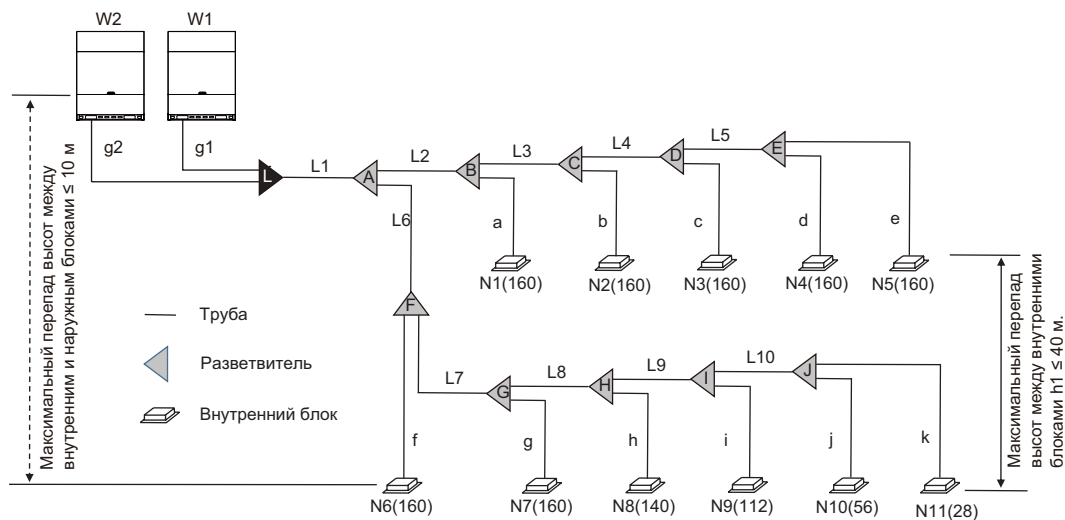 W2
W1
g2
g1
L
L1
A
L2
B
L3
C
L4
D
L5
E
L6
a
b
c
d
e
N1(160)
N2(160)
N3(160)
N4(160)
N5(160)
Максимальный перепад высот между
внутренним и наружным блоками ≤ 10 м
Труба
Разветвитель
Внутренний блок
F
L7
G
L8
H
L9
I
L10
J
f
g
h
i
j
k
N6(160)
N7(160)
N8(140)
N9(112)
N10(56)
N11(28)
Максимальный перепад
высот между внутренними
блоками h1 ≤ 40 м.